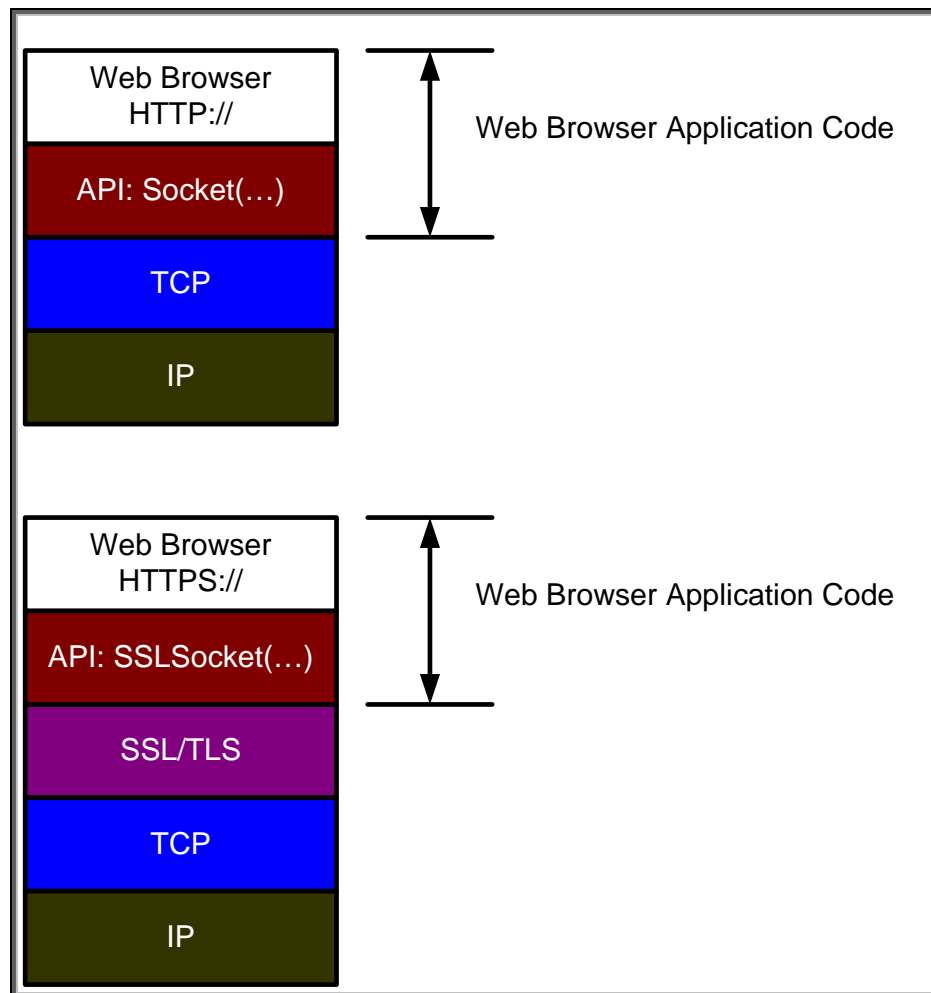 Web Browser
HTTP://
Web Browser Application Code
API: Socket(…)
TCP
IP
Web Browser
HTTPS://
Web Browser Application Code
API: SSLSocket(…)
SSL/TLS
TCP
IP